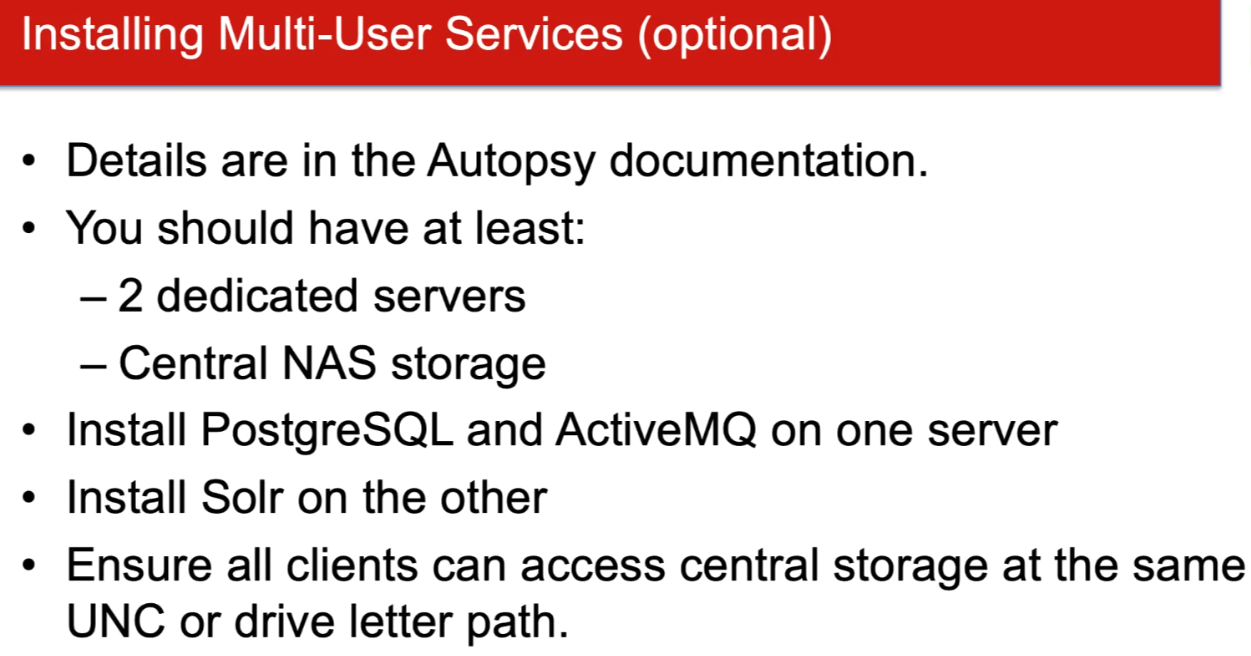 Installing Multi-User Services (optional)
• Details are in the Autopsy documentation.
• You should have at least:
– 2 dedicated servers
– Central NAS storage
• Install PostgreSQL and ActiveMQ on one server
• Install Solr on the other
• Ensure all clients can access central storage at the same
UNC or drive letter path.